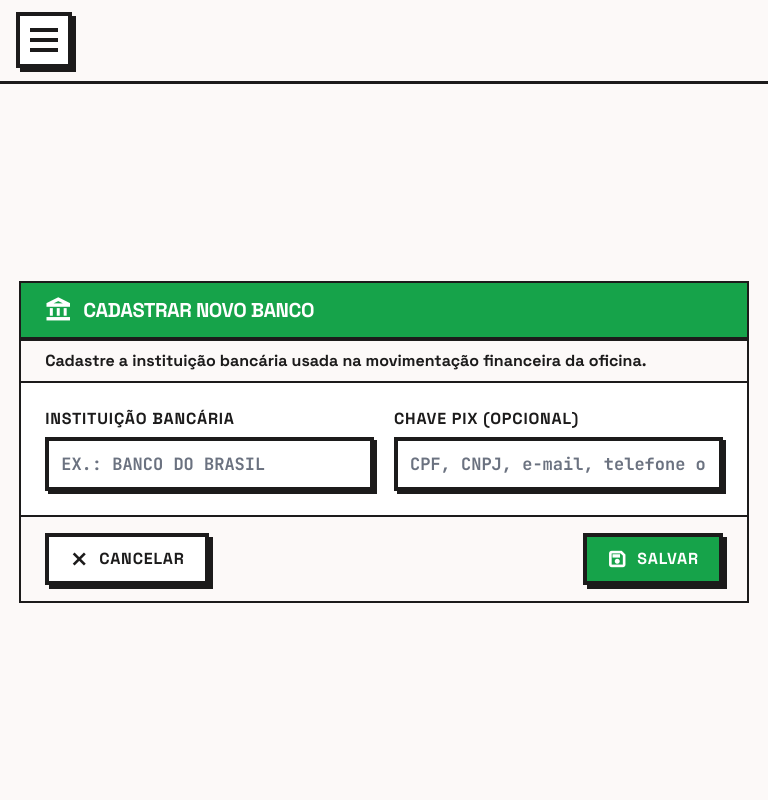 CADASTRAR NOVO BANCO
Cadastre a instituição bancária usada na movimentação financeira da oficina.
INSTITUIÇÃO BANCÁRIA
CHAVE PIX (OPCIONAL)
EX.: BANCO DO BRASIL
CPF, CNPJ, e-mail, telefone o
CANCELAR
SALVAR